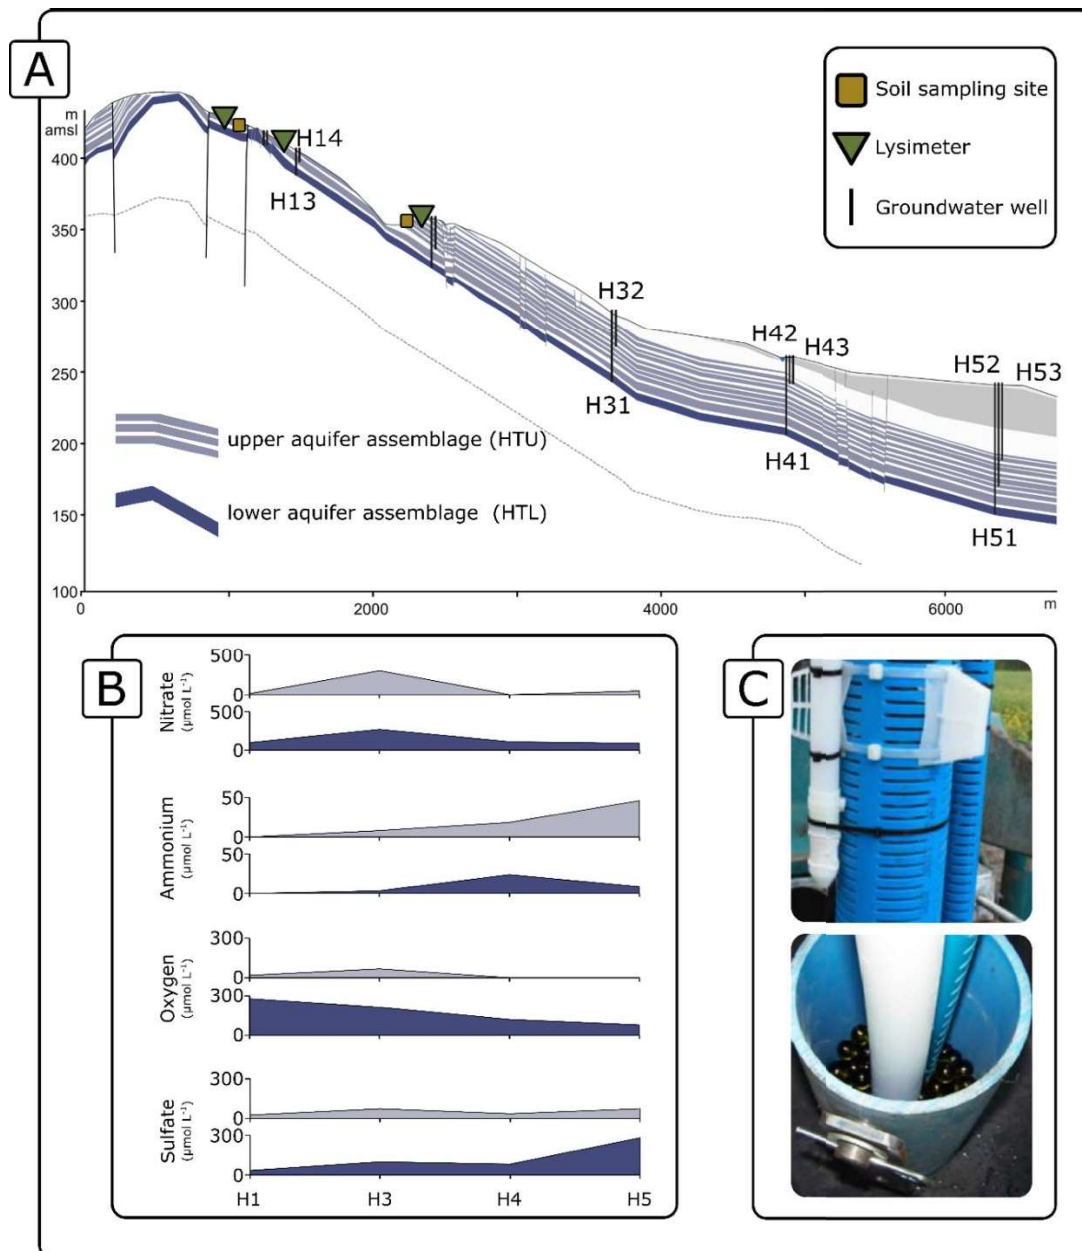 A
m
amsl
400
350
300
250
200
150
100
0
2000
4000
6000
m
Soil sampling site
Lysimeter
Groundwater well
H14
H13
H32
H31
H42
H43
H41
H52
H53
H51
upper aquifer assemblage (HTU)
lower aquifer assemblage (HTL)
B
Nitrate
(µmol L⁻¹)
500
0
500
0
Ammonium
(µmol L⁻¹)
50
0
50
0
Oxygen
(µmol L⁻¹)
300
0
300
0
Sulfate
(µmol L⁻¹)
300
0
300
0
H1
H3
H4
H5
C